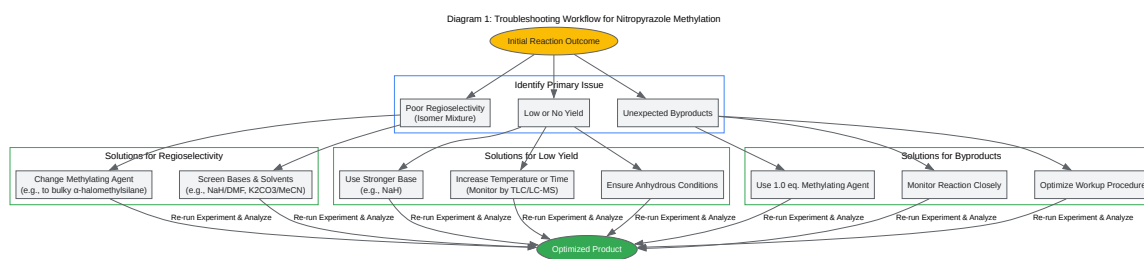 Diagram 1: Troubleshooting Workflow for Nitropyrazole Methylation
Initial Reaction Outcome
Identify Primary Issue
Poor Regioselectivity
(Isomer Mixture)
Low or No Yield
Unexpected Byproducts
Solutions for Regioselectivity
Solutions for Low Yield
Solutions for Byproducts
Change Methylating Agent
(e.g., to bulky α-halomethylsilane)
Screen Bases & Solvents
(e.g., NaH/DMF, K2CO3/MeCN)
Use Stronger Base
(e.g., NaH)
Increase Temperature or Time
(Monitor by TLC/LC-MS)
Ensure Anhydrous Conditions
Use 1.0 eq. Methylating Agent
Monitor Reaction Closely
Optimize Workup Procedure
Re-run Experiment & Analyze
Re-run Experiment & Analyze
Re-run Experiment & Analyze
Re-run Experiment & Analyze
Re-run Experiment & Analyze
Re-run Experiment & Analyze
Re-run Experiment & Analyze
Re-run Experiment & Analyze
Optimized Product